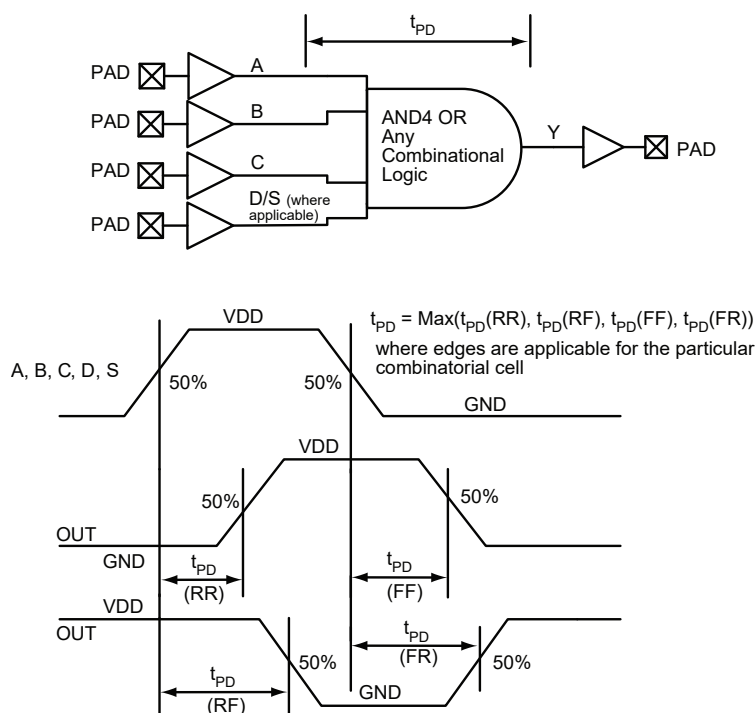 tPD
PAD
A
PAD
B
PAD
C
PAD
D/S (where applicable)
AND4 OR
Any
Combinational
Logic
Y
PAD
tPD = Max(tPD(RR), tPD(RF), tPD(FF), tPD(FR))
where edges are applicable for the particular
combinatorial cell
VDD
A, B, C, D, S
50%
50%
GND
VDD
50%
50%
OUT
GND
tPD
(RR)
tPD
(FF)
VDD
OUT
tPD
(FR)
50%
50%
tPD
(RF)
GND